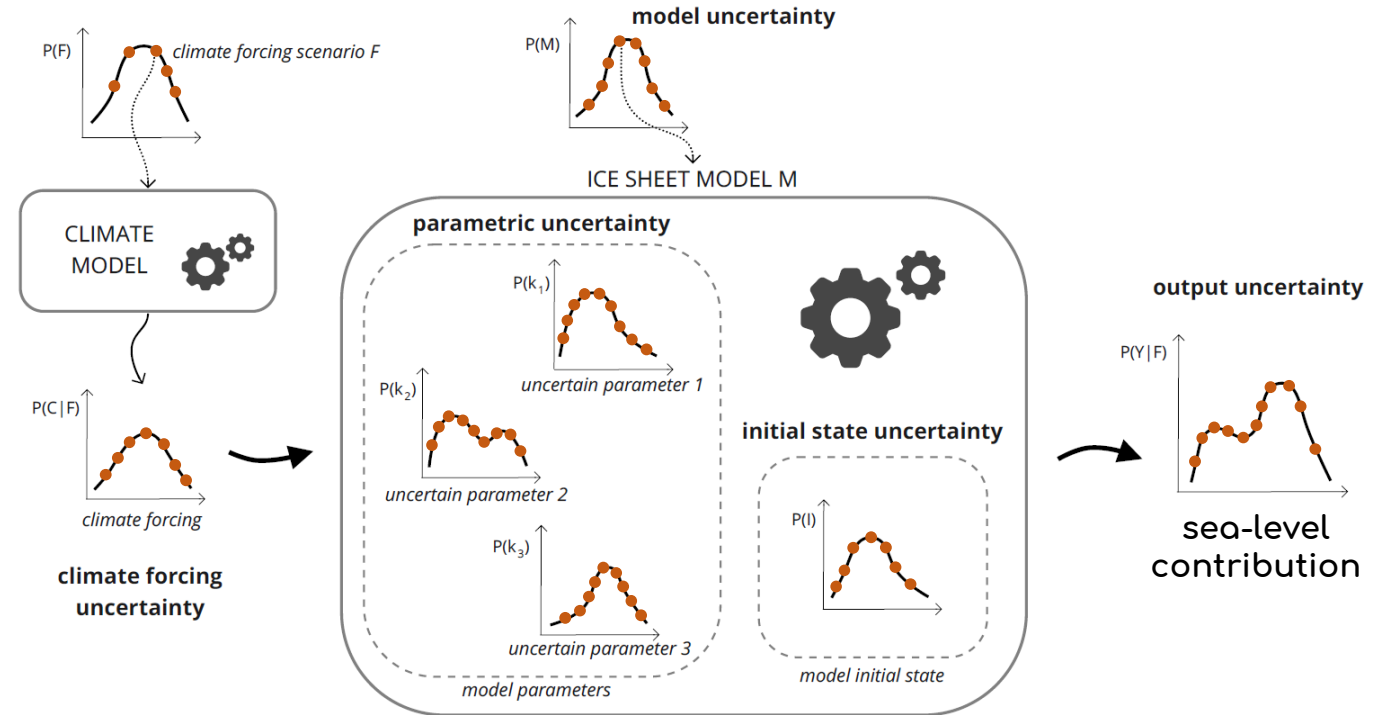 model uncertainty
P(F)
climate forcing scenario F
P(M)
ICE SHEET MODEL M
CLIMATE
MODEL
parametric uncertainty
P(k₁)
uncertain parameter 1
P(k₂)
uncertain parameter 2
P(k₃)
uncertain parameter 3
model parameters
initial state uncertainty
P(I)
model initial state
P(C|F)
climate forcing
climate forcing
uncertainty
output uncertainty
P(Y|F)
sea-level
contribution